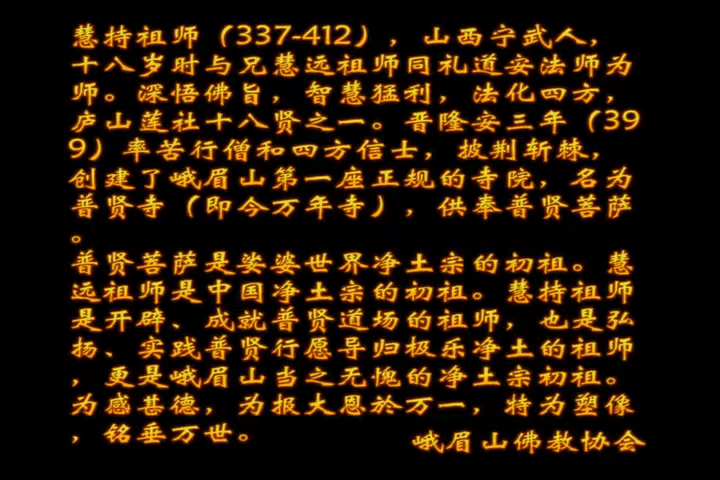 慧持祖师（337-412），山西宁武人，
十八岁时与兄慧远祖师同礼道安法师为
师。深悟佛旨，智慧猛利，法化四方，
庐山莲社十八贤之一。晋隆安三年（39
9）率苦行僧和四方信士，披荆斩棘，
创建了峨眉山第一座正规的寺院，名为
普贤寺（即今万年寺），供奉普贤菩萨
。
普贤菩萨是娑婆世界净土宗的初祖。慧
远祖师是中国净土宗的初祖。慧持祖师
是开辟、成就普贤道场的祖师，也是弘
扬、实践普贤行愿导归极乐净土的祖师
，更是峨眉山当之无愧的净土宗初祖。
为感甚德，为报大恩於万一，特为塑像
，铭垂万世。
峨眉山佛教协会